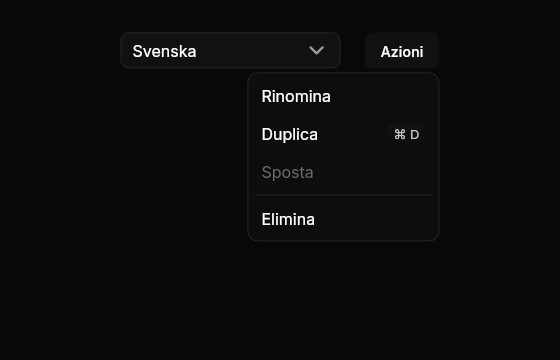 Svenska
Azioni
Rinomina
Duplica ⌘ D
Sposta
Elimina